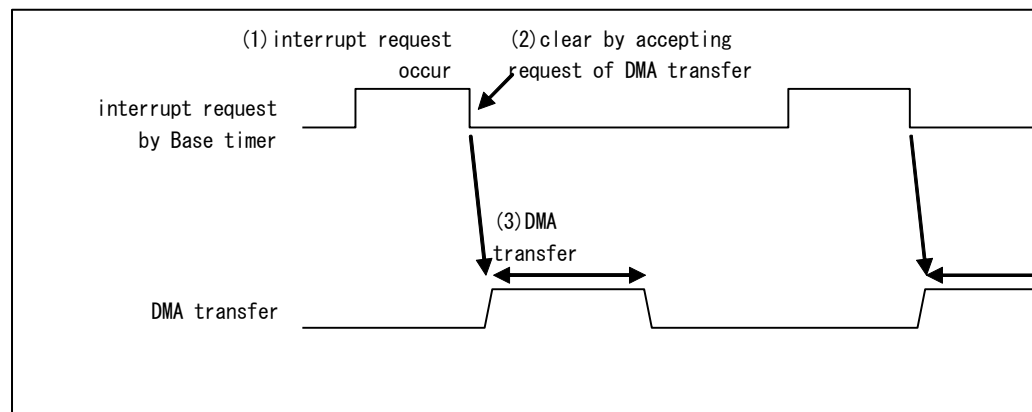 (1)interrupt request
occur
(2)clear by accepting
request of DMA transfer
interrupt request
by Base timer
(3)DMA
transfer
DMA transfer